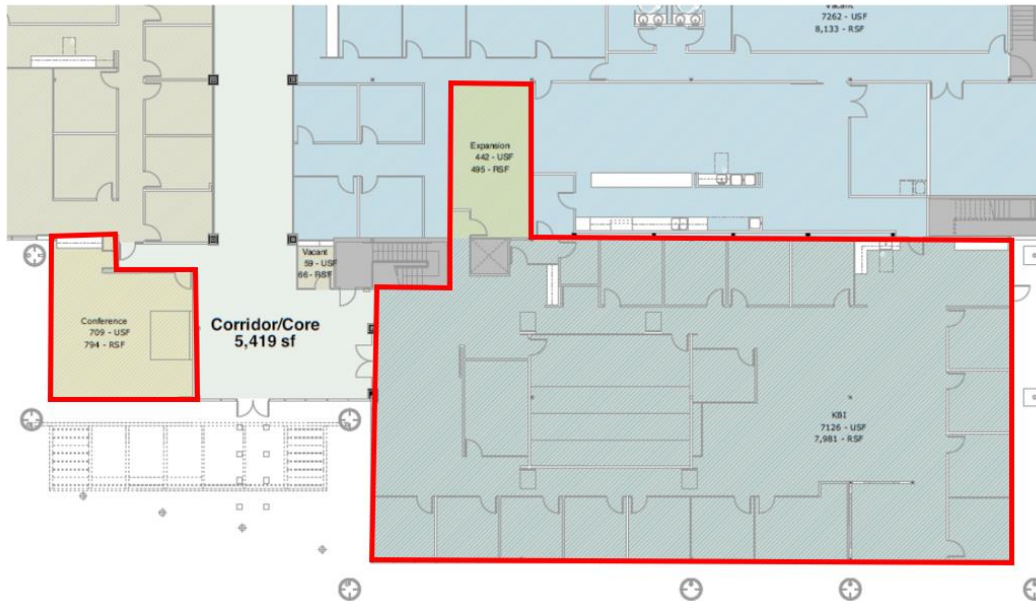 Vacant
7262 - USF
8,133 - RSF
Expansion
442 - USF
495 - RSF
Vacant
59 - USF
66 - RSF
Conference
709 - USF
794 - RSF
Corridor/Core
5,419 sf
KBI
7126 - USF
7,981 - RSF